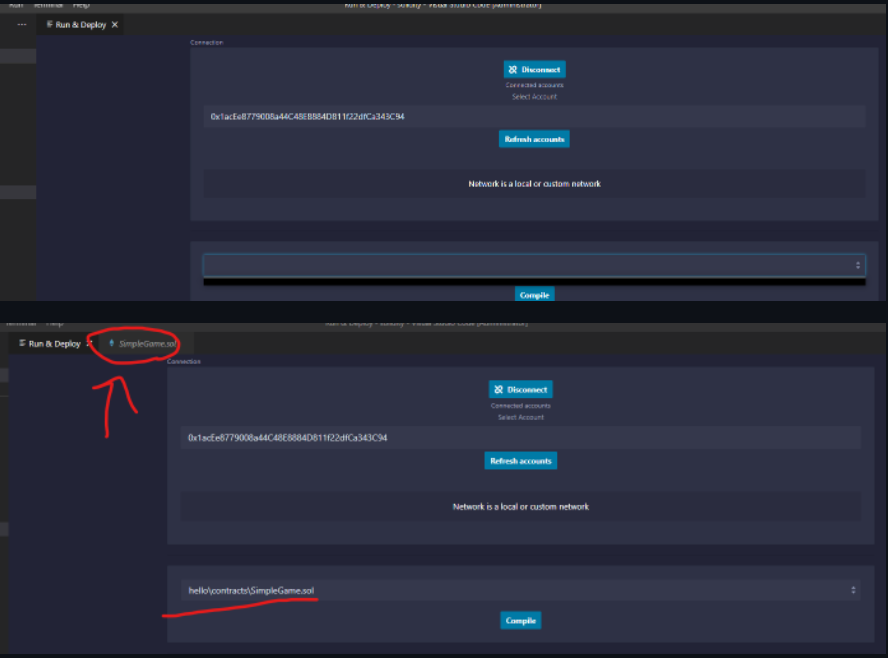 Run Terminal Help Run & Deploy - solidity - Visual Studio Code [Administrator]
Run & Deploy
Connection
Disconnect
Connected accounts
Select Account
Refresh accounts
Network is a local or custom network
Compile
Terminal Help Run & Deploy - solidity - Visual Studio Code [Administrator]
Run & Deploy SimpleGame.sol
Connection
Disconnect
Connected accounts
Select Account
Refresh accounts
Network is a local or custom network
hello\contracts\SimpleGame.sol
Compile